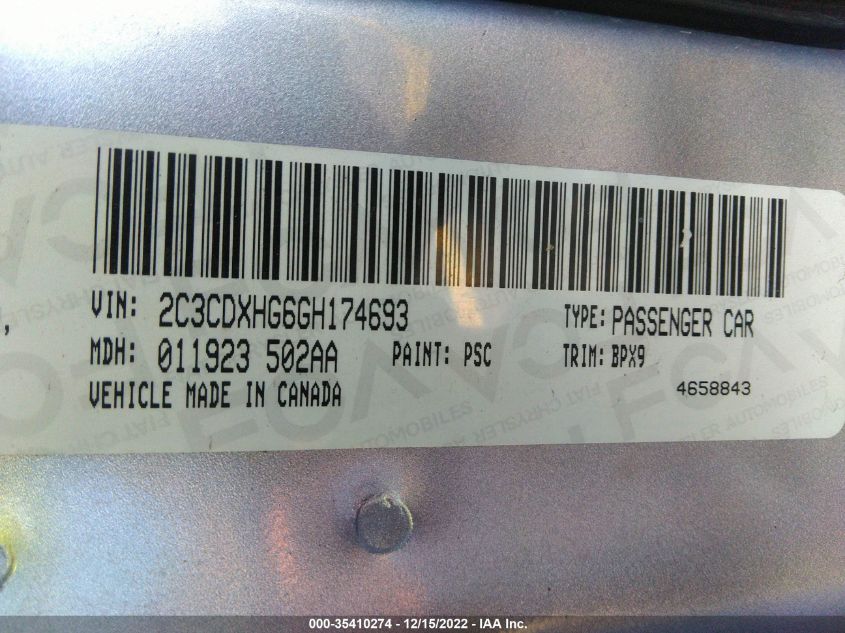 VIN: 2C3CDXHG6GH174693 TYPE: PASSENGER CAR
MDH: 011923 502AA PAINT: PSC TRIM: BPX9
VEHICLE MADE IN CANADA 4658843
000-35410274 - 12/15/2022 - IAA Inc.